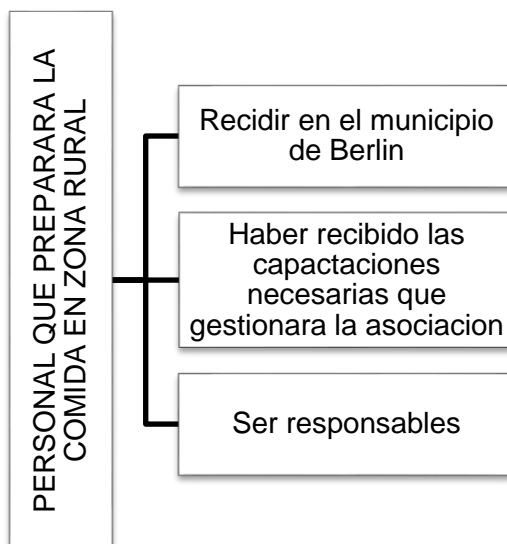 PERSONAL QUE PREPARARA LA
COMIDA EN ZONA RURAL
Recidir en el municipio
de Berlin
Haber recibido las
capactaciones
necesarias que
gestionara la asociacion
Ser responsables